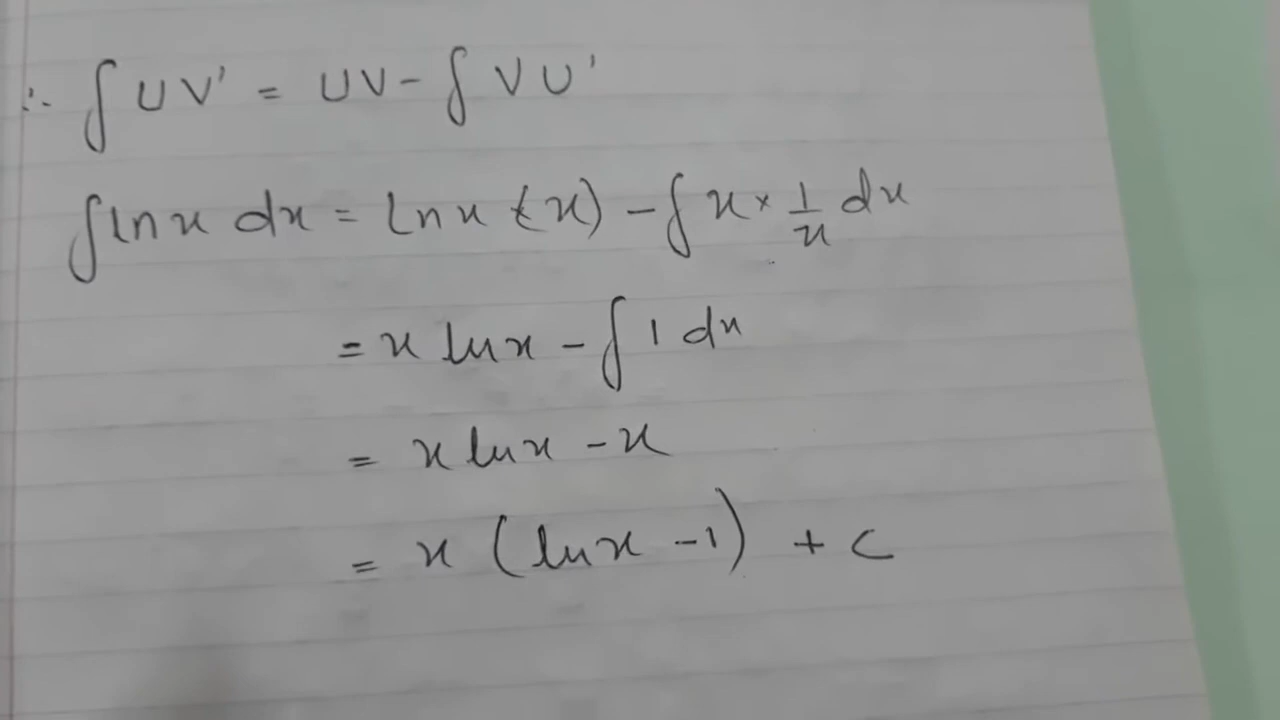 ∴ ∫ UV' = UV - ∫ VU'
∫ ln x dx = ln x (x) - ∫ x × 1/x dx
= x ln x - ∫ 1 dx
= x ln x - x
= x (ln x - 1) + c